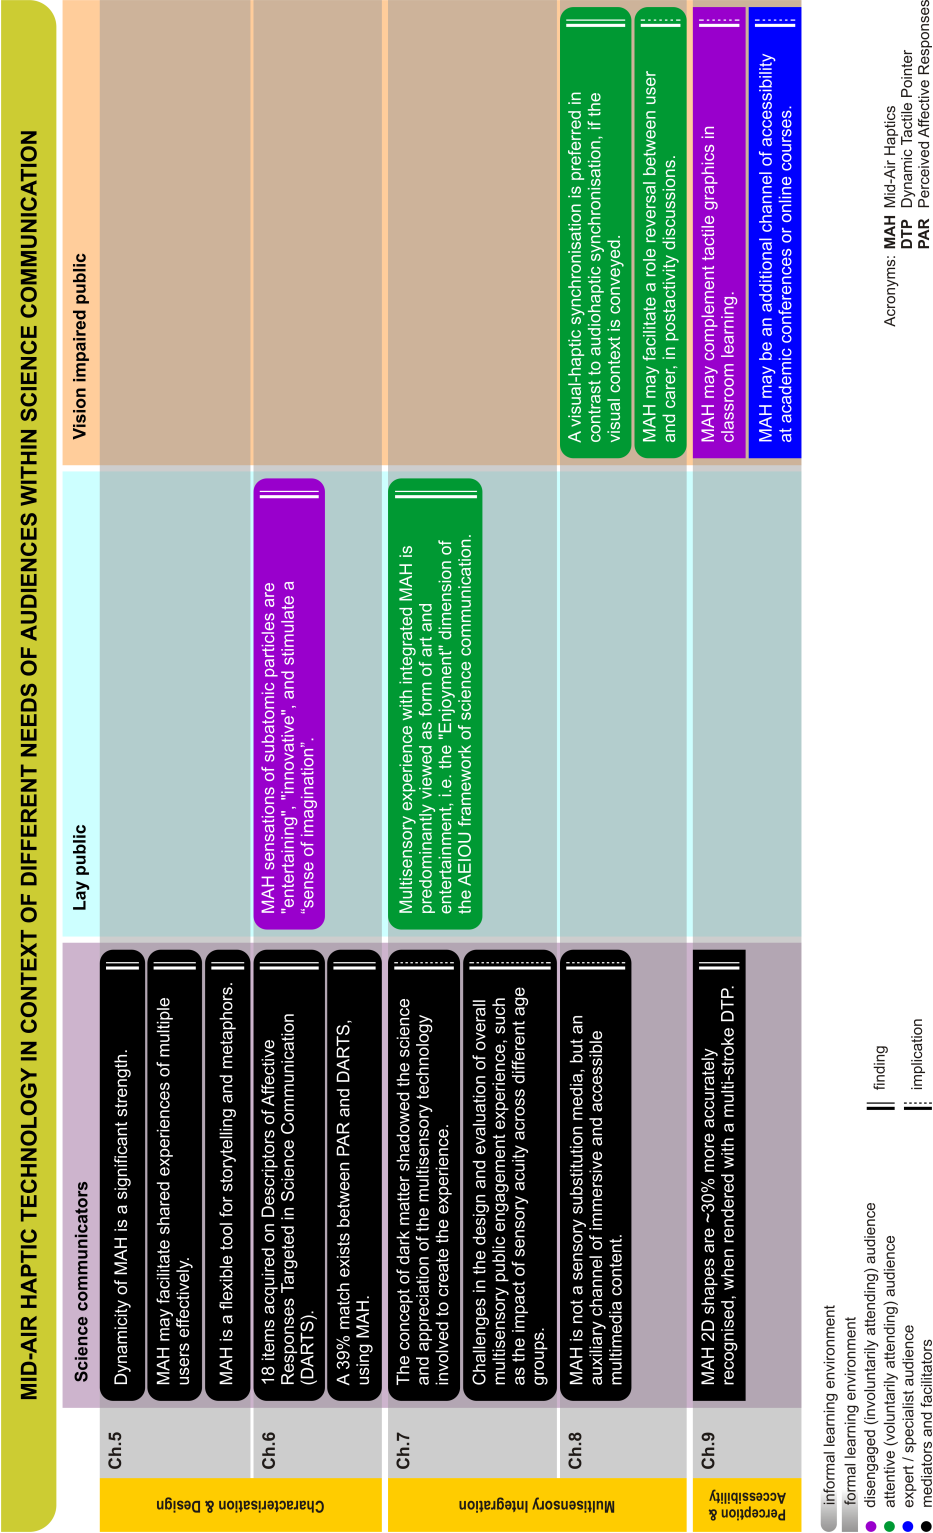 MID-AIR HAPTIC TECHNOLOGY IN CONTEXT OF DIFFERENT NEEDS OF AUDIENCES WITHIN SCIENCE COMMUNICATION
Science communicators
Lay public
Vision impaired public
Characterisation & Design
Ch.5
Dynamicity of MAH is a significant strength.
MAH may facilitate shared experiences of multiple
users effectively.
MAH is a flexible tool for storytelling and metaphors.
Ch.6
18 items acquired on Descriptors of Affective
Responses Targeted in Science Communication
(DARTS).
MAH sensations of subatomic particles are
"entertaining", "innovative", and stimulate a
“sense of imagination”.
A 39% match exists between PAR and DARTS,
using MAH.
Multisensory Integration
Ch.7
The concept of dark matter shadowed the science
and appreciation of the multisensory technology
involved to create the experience.
Multisensory experience with integrated MAH is
predominantly viewed as form of art and
entertainment, i.e. the "Enjoyment" dimension of
the AEIOU framework of science communication.
Challenges in the design and evaluation of overall
multisensory public engagement experience, such
as the impact of sensory acuity across different age
groups.
Ch.8
MAH is not a sensory substitution media, but an
auxiliary channel of immersive and accessible
multimedia content.
A visual-haptic synchronisation is preferred in
contrast to audiohaptic synchronisation, if the
visual context is conveyed.
MAH may facilitate a role reversal between user
and carer, in postactivity discussions.
Perception &
Accessibility
Ch.9
MAH 2D shapes are ~30% more accurately
recognised, when rendered with a multi-stroke DTP.
MAH may complement tactile graphics in
classroom learning.
MAH may be an additional channel of accessibility
at academic conferences or online courses.
informal learning environment
formal learning environment
disengaged (involuntarily attending) audience
attentive (voluntarily attending) audience
expert / specialist audience
mediators and facilitators
finding
implication
Acronyms: MAH Mid-Air Haptics
DTP Dynamic Tactile Pointer
PAR Perceived Affective Responses